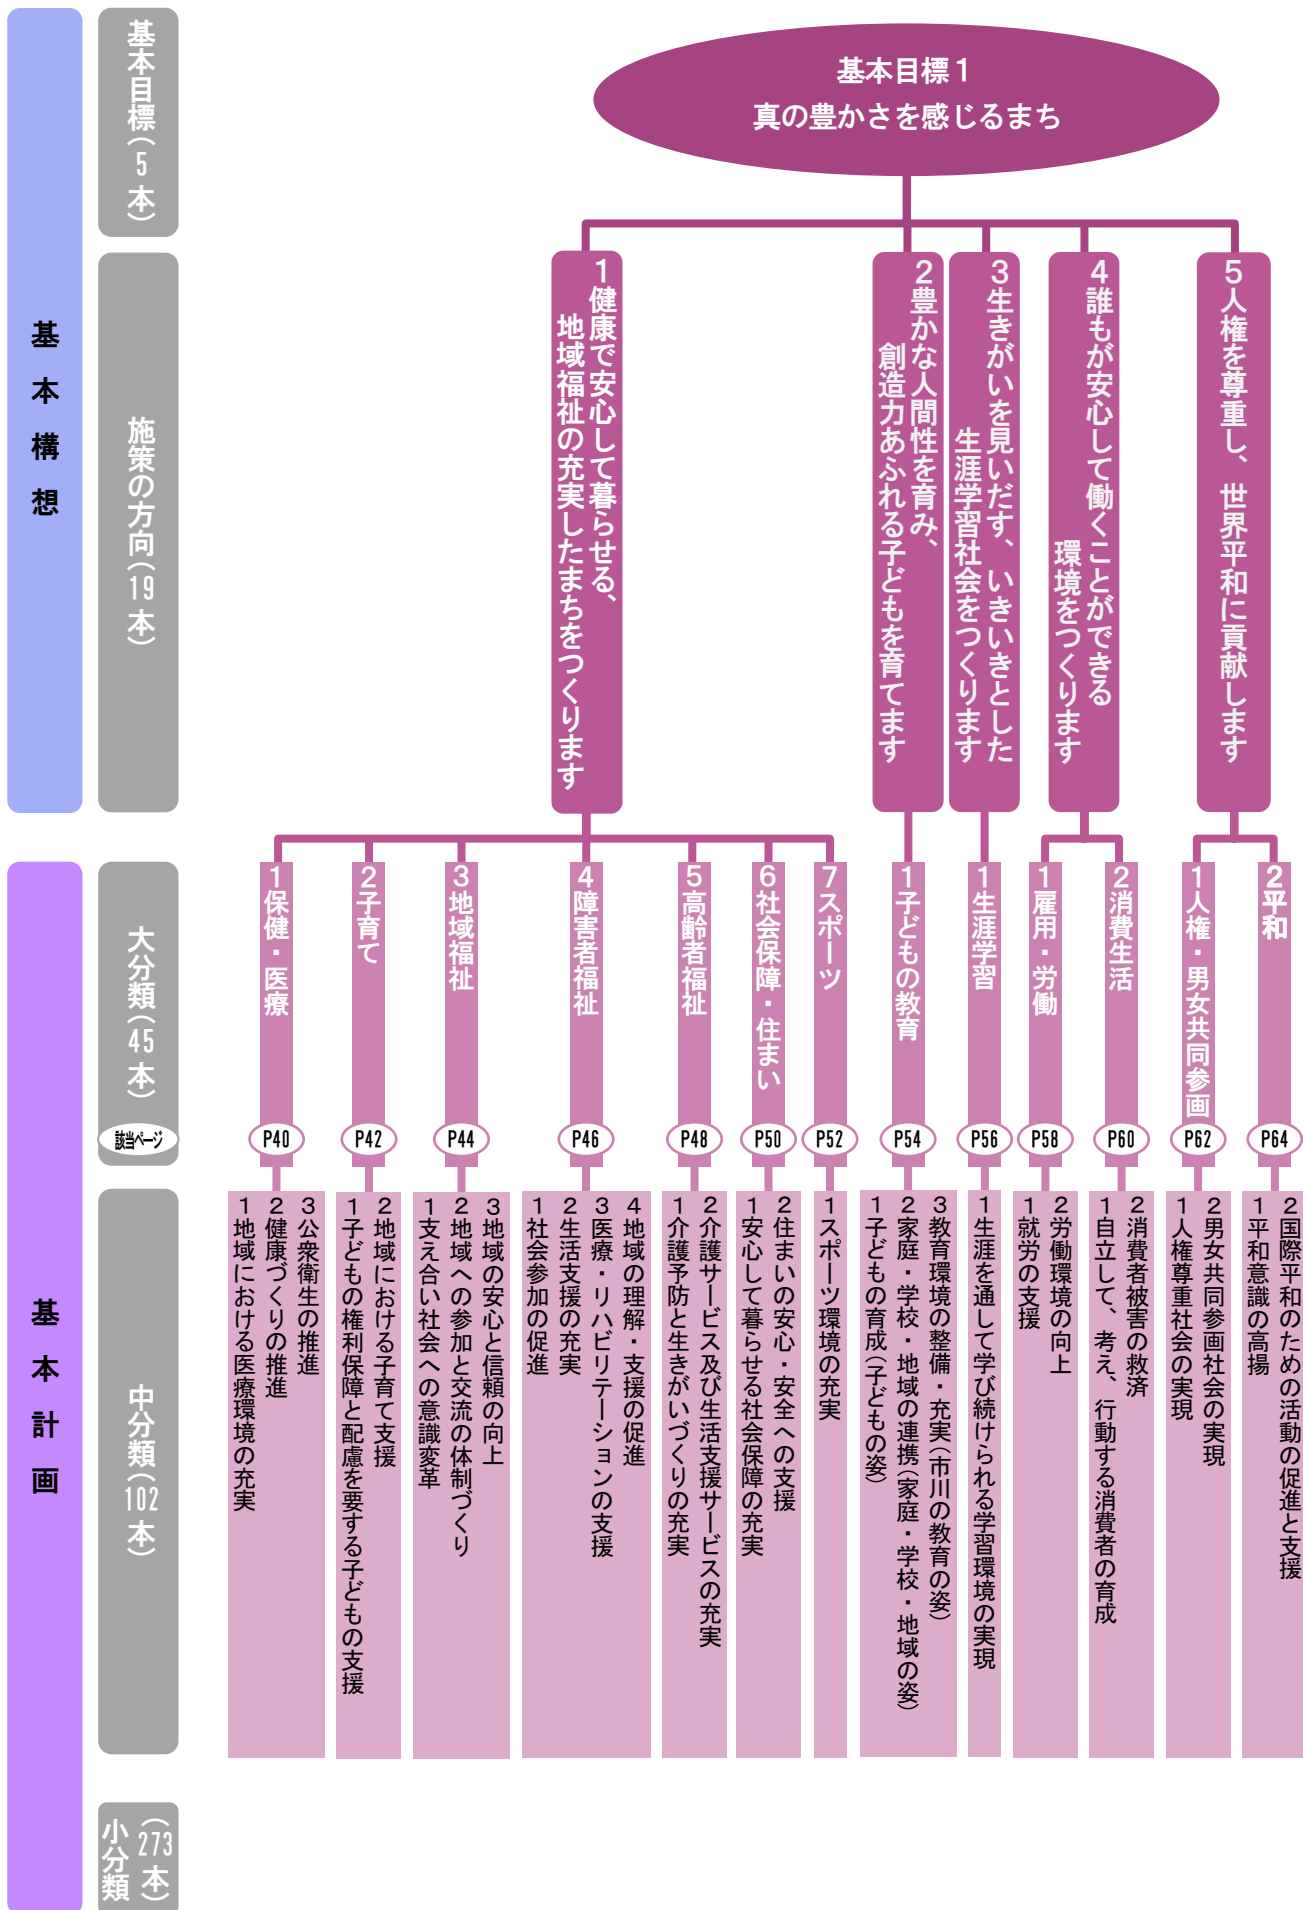 基本構想
基本目標（5本）
施策の方向（19本）
基本計画
大分類（45本）
該当ページ
中分類（102本）
小分類
（273本）
基本目標１
真の豊かさを感じるまち
１健康で安心して暮らせる、
地域福祉の充実したまちをつくります
２豊かな人間性を育み、
創造力あふれる子どもを育てます
３生きがいを見いだす、いきいきとした
生涯学習社会をつくります
４誰もが安心して働くことができる
環境をつくります
５人権を尊重し、世界平和に貢献します
１保健・医療
P40
１地域における医療環境の充実
２健康づくりの推進
３公衆衛生の推進
２子育て
P42
１子どもの権利保障と配慮を要する子どもの支援
２地域における子育て支援
３地域福祉
P44
１支え合い社会への意識変革
２地域への参加と交流の体制づくり
３地域の安心と信頼の向上
４障害者福祉
P46
１社会参加の促進
２生活支援の充実
３医療・リハビリテーションの支援
４地域の理解・支援の促進
５高齢者福祉
P48
１介護予防と生きがいづくりの充実
２介護サービス及び生活支援サービスの充実
６社会保障・住まい
P50
１安心して暮らせる社会保障の充実
２住まいの安心・安全への支援
７スポーツ
P52
１スポーツ環境の充実
１子どもの教育
P54
１子どもの育成（子どもの姿）
２家庭・学校・地域の連携（家庭・学校・地域の姿）
３教育環境の整備・充実（市川の教育の姿）
１生涯学習
P56
１生涯を通して学び続けられる学習環境の実現
１雇用・労働
P58
１就労の支援
２労働環境の向上
２消費生活
P60
１自立して、考え、行動する消費者の育成
２消費者被害の救済
１人権・男女共同参画
P62
１人権尊重社会の実現
２男女共同参画社会の実現
２平和
P64
１平和意識の高揚
２国際平和のための活動の促進と支援